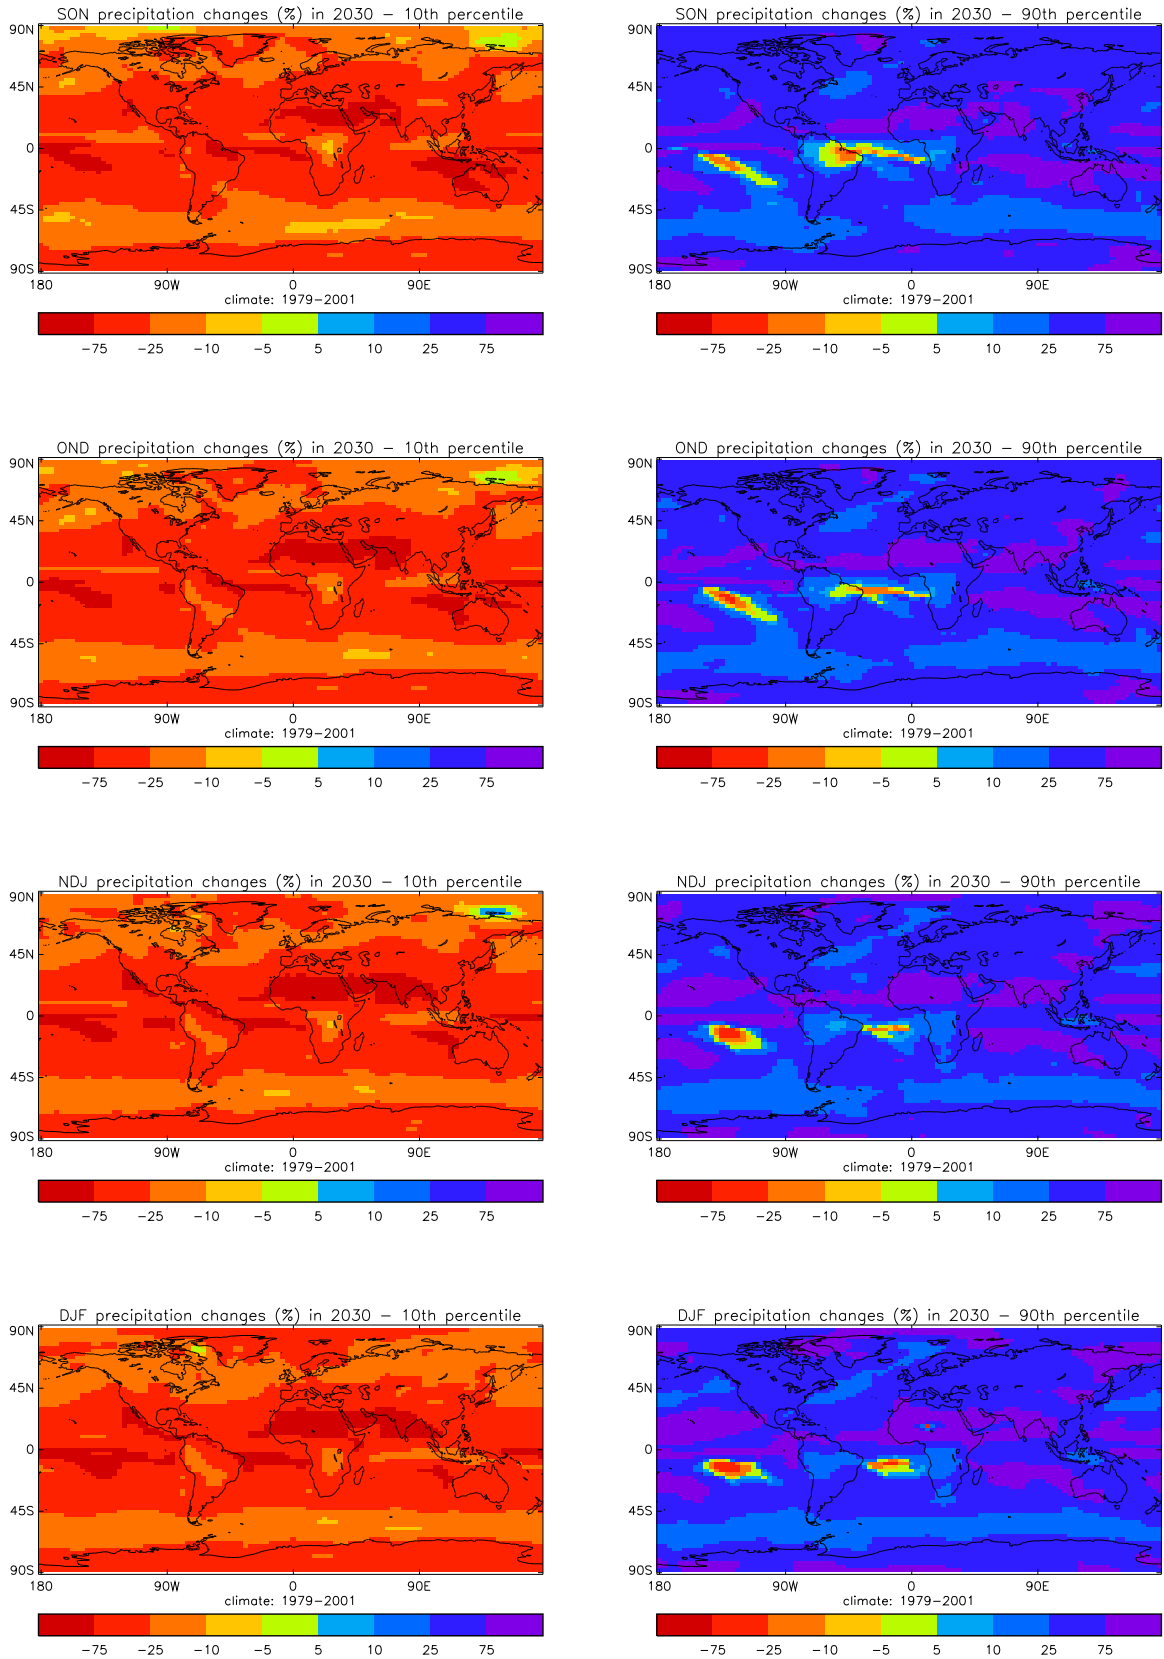 SON precipitation changes (%) in 2030 − 10th percentile
90N
45N
0
45S
90S
180 90W 0 90E
climate: 1979−2001
−75 −25 −10 −5 5 10 25 75
SON precipitation changes (%) in 2030 − 90th percentile
90N
45N
0
45S
90S
180 90W 0 90E
climate: 1979−2001
−75 −25 −10 −5 5 10 25 75
OND precipitation changes (%) in 2030 − 10th percentile
90N
45N
0
45S
90S
180 90W 0 90E
climate: 1979−2001
−75 −25 −10 −5 5 10 25 75
OND precipitation changes (%) in 2030 − 90th percentile
90N
45N
0
45S
90S
180 90W 0 90E
climate: 1979−2001
−75 −25 −10 −5 5 10 25 75
NDJ precipitation changes (%) in 2030 − 10th percentile
90N
45N
0
45S
90S
180 90W 0 90E
climate: 1979−2001
−75 −25 −10 −5 5 10 25 75
NDJ precipitation changes (%) in 2030 − 90th percentile
90N
45N
0
45S
90S
180 90W 0 90E
climate: 1979−2001
−75 −25 −10 −5 5 10 25 75
DJF precipitation changes (%) in 2030 − 10th percentile
90N
45N
0
45S
90S
180 90W 0 90E
climate: 1979−2001
−75 −25 −10 −5 5 10 25 75
DJF precipitation changes (%) in 2030 − 90th percentile
90N
45N
0
45S
90S
180 90W 0 90E
climate: 1979−2001
−75 −25 −10 −5 5 10 25 75